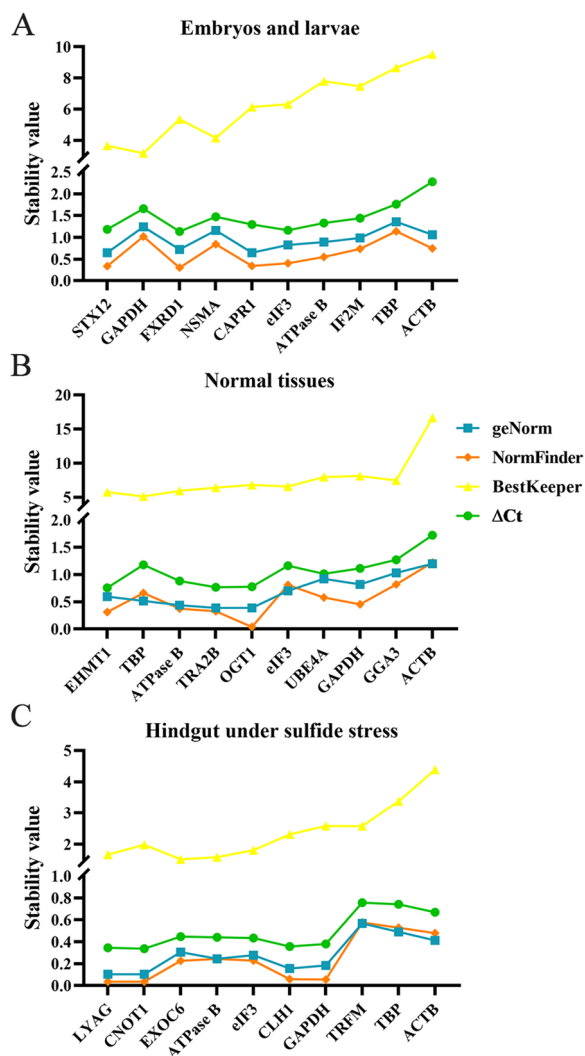 A
Embryos and larvae
Stability value
10
8
6
4
2.5
2.0
1.5
1.0
0.5
0.0
STX12
GAPDH
FXRD1
NSMA
CAPR1
eIF3
ATPase B
IF2M
TBP
ACTB
B
Normal tissues
Stability value
20
15
10
5
2.0
1.5
1.0
0.5
0.0
EHMT1
TBP
ATPase B
TRA2B
OGT1
eIF3
UBE4A
GAPDH
GGA3
ACTB
geNorm
NormFinder
BestKeeper
ΔCt
C
Hindgut under sulfide stress
Stability value
5
4
3
2
1.0
0.8
0.6
0.4
0.2
0.0
LYAG
CNOT1
EXOC6
ATPase B
eIF3
CLH1
GAPDH
TRFM
TBP
ACTB